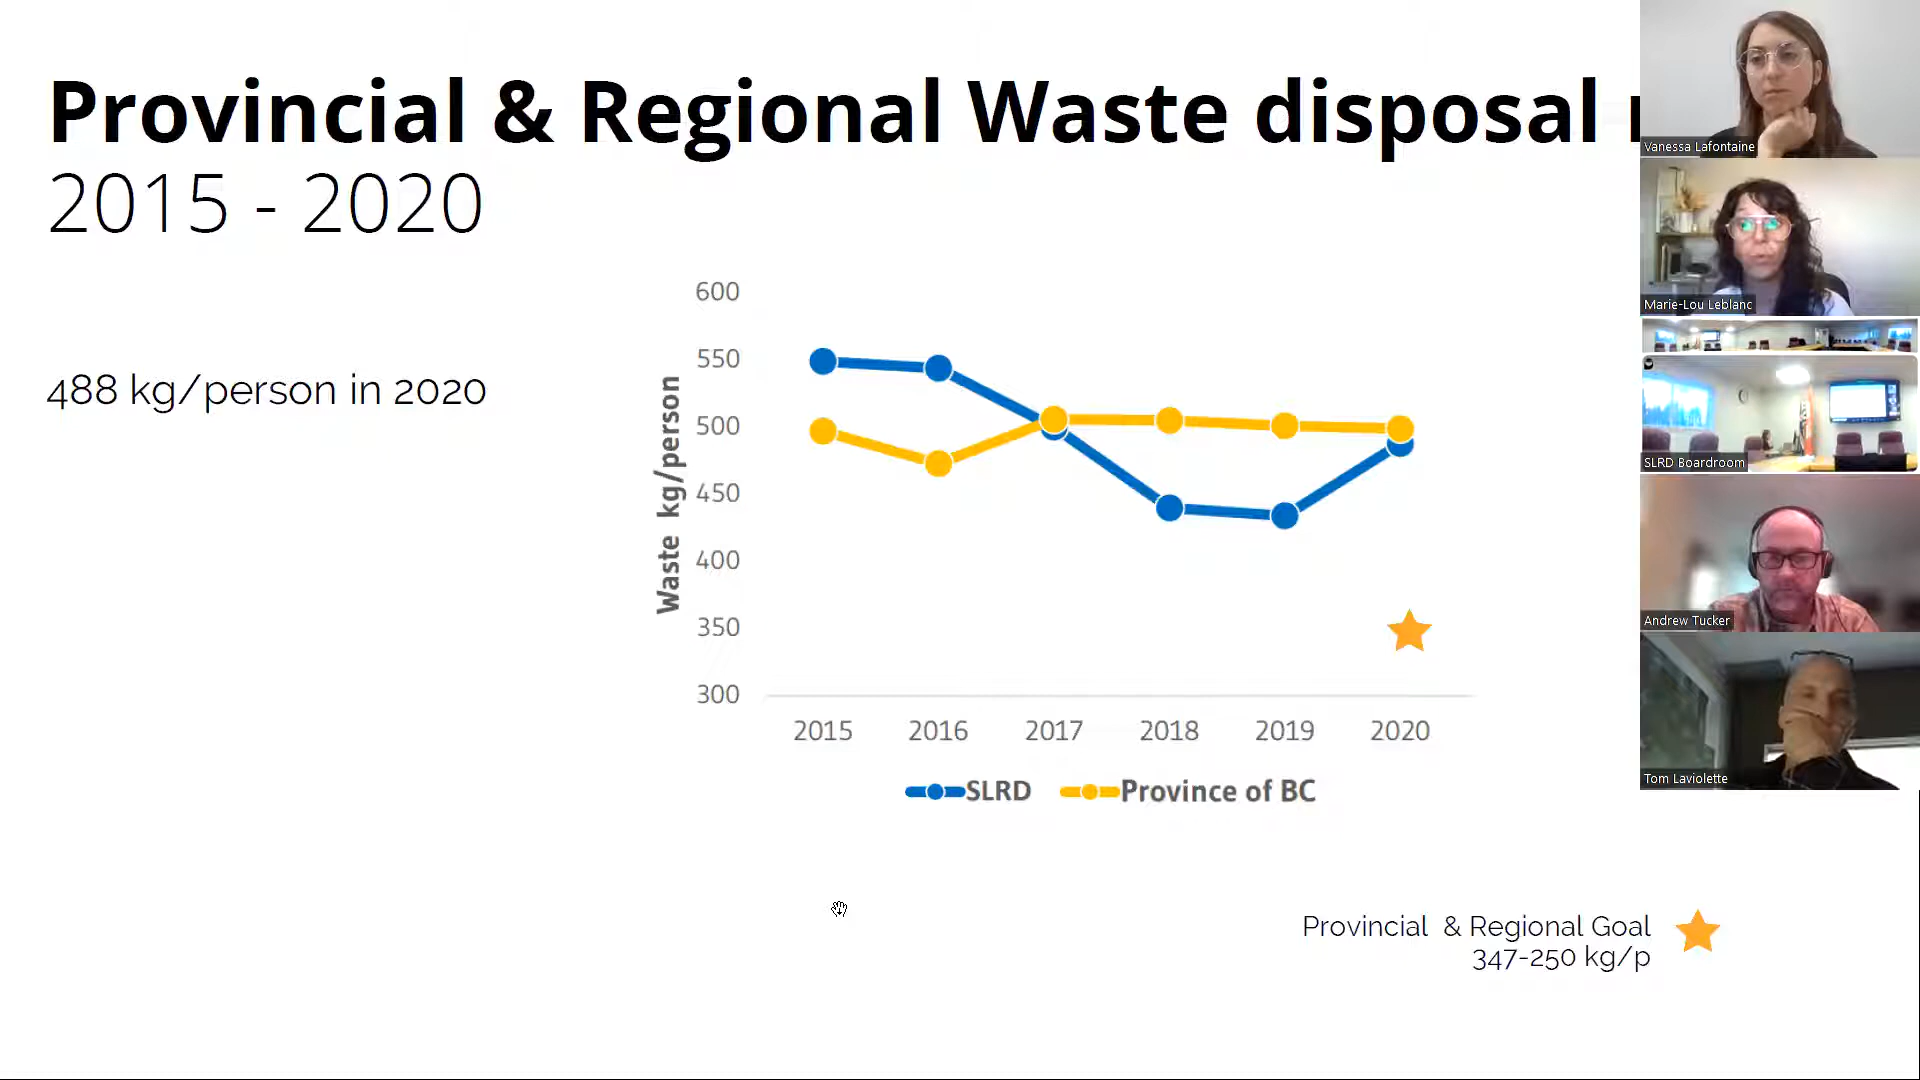 Provincial & Regional Waste disposal
2015 - 2020
488 kg/person in 2020
Waste kg/person
600
550
500
450
400
350
300
2015 2016 2017 2018 2019 2020
SLRD Province of BC
Provincial & Regional Goal
347-250 kg/p
Vanessa Lafontaine
Marie-Lou Leblanc
SLRD Boardroom
Andrew Tucker
Tom Laviolette